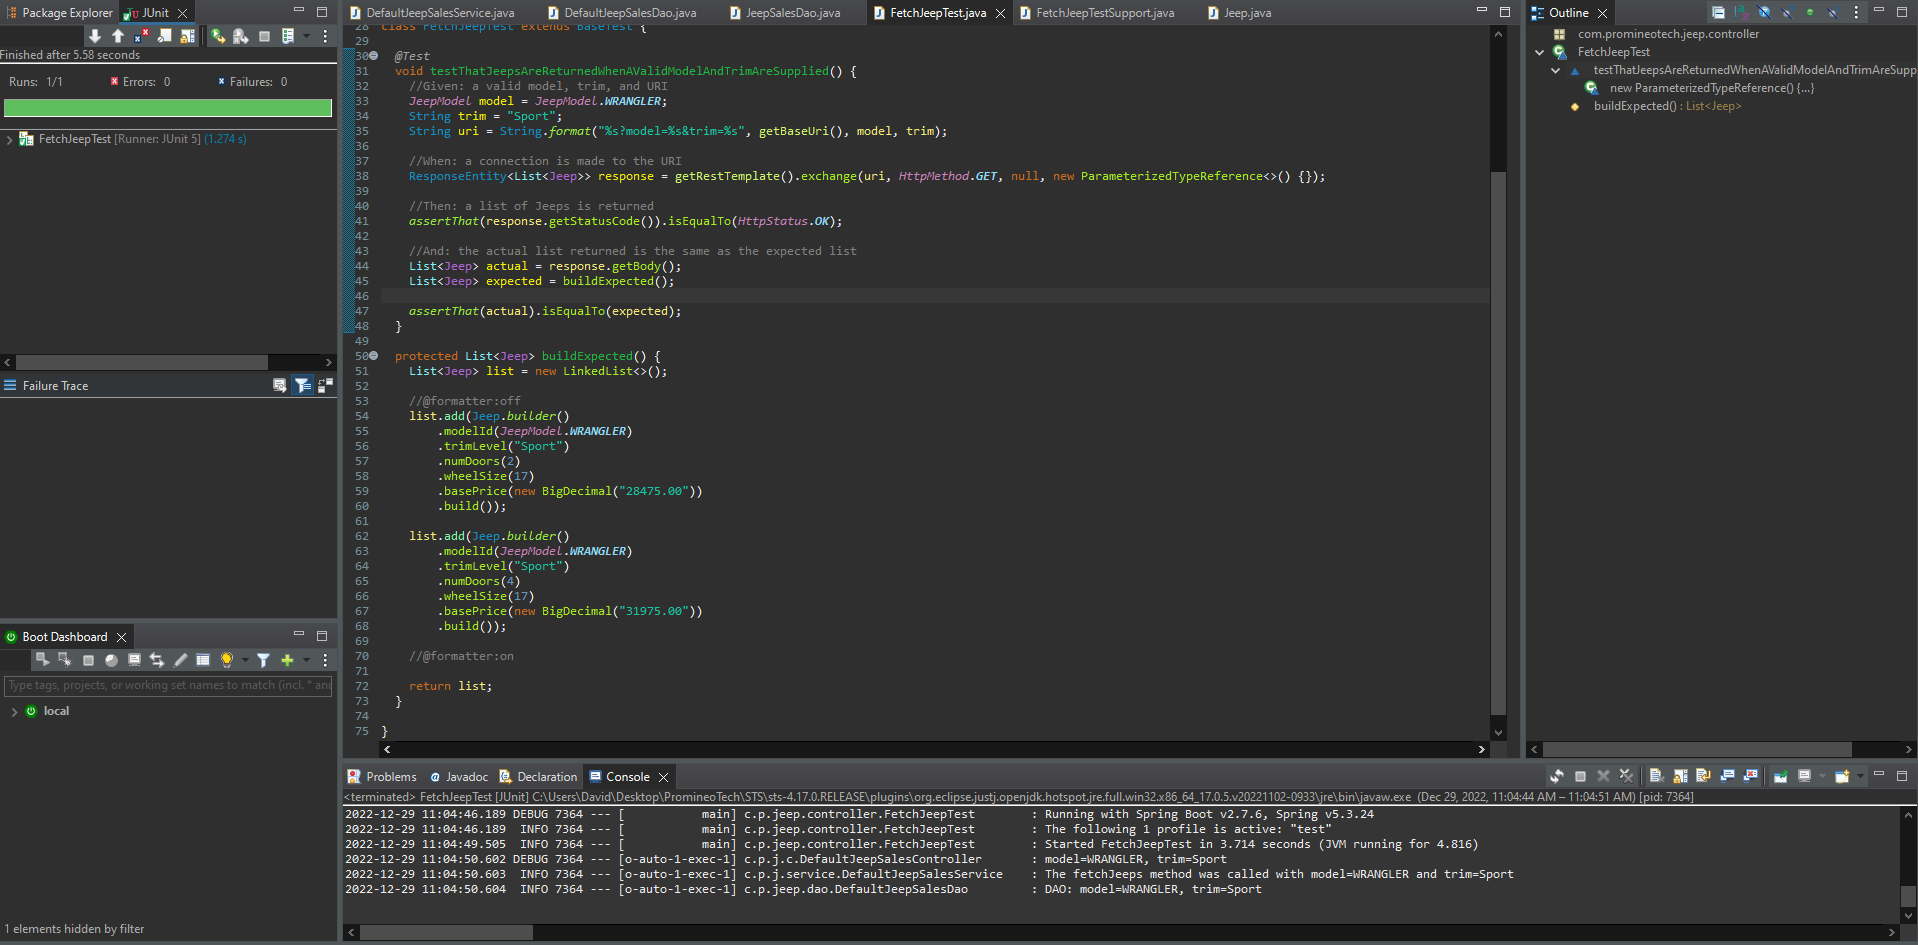 Package Explorer
JUnit
Finished after 5.58 seconds
Runs: 1/1
Errors: 0
Failures: 0
FetchJeepTest [Runner: JUnit 5] (1.274 s)
Failure Trace
Boot Dashboard
Type tags, projects, or working set names to match (incl. * and
local
1 elements hidden by filter
DefaultJeepSalesService.java
DefaultJeepSalesDao.java
JeepSalesDao.java
FetchJeepTest.java
FetchJeepTestSupport.java
Jeep.java
28 class FetchJeepTest extends BaseTest {
29
30 @Test
31 void testThatJeepsAreReturnedWhenAValidModelAndTrimAreSupplied() {
32 //Given: a valid model, trim, and URI
33 JeepModel model = JeepModel.WRANGLER;
34 String trim = "Sport";
35 String uri = String.format("%s?model=%s&trim=%s", getBaseUri(), model, trim);
36
37 //When: a connection is made to the URI
38 ResponseEntity<List<Jeep>> response = getRestTemplate().exchange(uri, HttpMethod.GET, null, new ParameterizedTypeReference<>() {});
39
40 //Then: a list of Jeeps is returned
41 assertThat(response.getStatusCode()).isEqualTo(HttpStatus.OK);
42
43 //And: the actual list returned is the same as the expected list
44 List<Jeep> actual = response.getBody();
45 List<Jeep> expected = buildExpected();
46
47 assertThat(actual).isEqualTo(expected);
48 }
49
50 protected List<Jeep> buildExpected() {
51 List<Jeep> list = new LinkedList<>();
52
53 //@formatter:off
54 list.add(Jeep.builder()
55 .modelId(JeepModel.WRANGLER)
56 .trimLevel("Sport")
57 .numDoors(2)
58 .wheelSize(17)
59 .basePrice(new BigDecimal("28475.00"))
60 .build());
61
62 list.add(Jeep.builder()
63 .modelId(JeepModel.WRANGLER)
64 .trimLevel("Sport")
65 .numDoors(4)
66 .wheelSize(17)
67 .basePrice(new BigDecimal("31975.00"))
68 .build());
69
70 //@formatter:on
71
72 return list;
73 }
74
75 }
Outline
com.promineotech.jeep.controller
FetchJeepTest
testThatJeepsAreReturnedWhenAValidModelAndTrimAreSupp
new ParameterizedTypeReference() {...}
buildExpected() : List<Jeep>
Problems
Javadoc
Declaration
Console
<terminated> FetchJeepTest [JUnit] C:\Users\David\Desktop\PromineoTech\STS\sts-4.17.0.RELEASE\plugins\org.eclipse.justj.openjdk.hotspot.jre.full.win32.x86_64_17.0.5.v20221102-0933\jre\bin\javaw.exe (Dec 29, 2022, 11:04:44 AM – 11:04:51 AM) [pid: 7364]
2022-12-29 11:04:46.189 DEBUG 7364 --- [ main] c.p.jeep.controller.FetchJeepTest : Running with Spring Boot v2.7.6, Spring v5.3.24
2022-12-29 11:04:46.189 INFO 7364 --- [ main] c.p.jeep.controller.FetchJeepTest : The following 1 profile is active: "test"
2022-12-29 11:04:49.505 INFO 7364 --- [ main] c.p.jeep.controller.FetchJeepTest : Started FetchJeepTest in 3.714 seconds (JVM running for 4.816)
2022-12-29 11:04:50.602 DEBUG 7364 --- [o-auto-1-exec-1] c.p.j.c.DefaultJeepSalesController : model=WRANGLER, trim=Sport
2022-12-29 11:04:50.603 INFO 7364 --- [o-auto-1-exec-1] c.p.j.service.DefaultJeepSalesService : The fetchJeeps method was called with model=WRANGLER and trim=Sport
2022-12-29 11:04:50.604 INFO 7364 --- [o-auto-1-exec-1] c.p.jeep.dao.DefaultJeepSalesDao : DAO: model=WRANGLER, trim=Sport